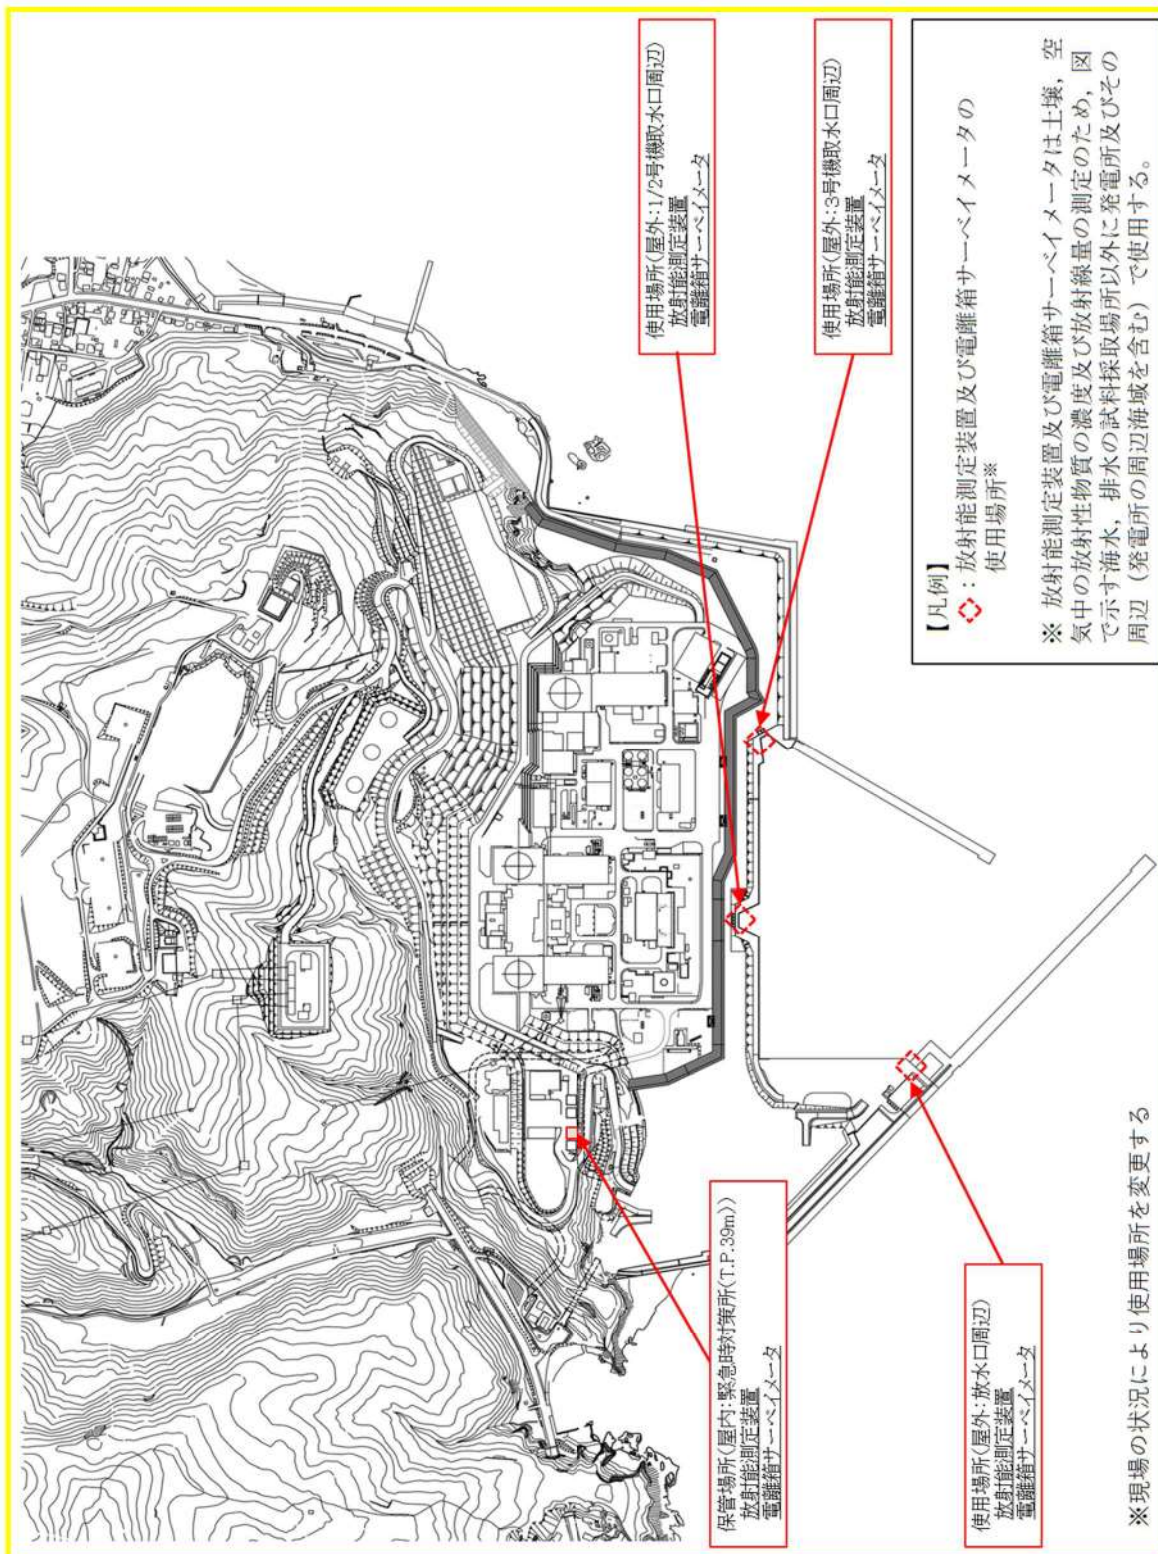 保管場所(屋内:緊急時対策所(T.P.39m))
放射能測定装置
電離箱サーベイメータ
使用場所(屋外:放水口周辺)
放射能測定装置
電離箱サーベイメータ
使用場所(屋外:1/2号機取水口周辺)
放射能測定装置
電離箱サーベイメータ
使用場所(屋外:3号機取水口周辺)
放射能測定装置
電離箱サーベイメータ
【凡例】
:放射能測定装置及び電離箱サーベイメータの
使用場所※
※ 放射能測定装置及び電離箱サーベイメータは土壌,空
気中の放射性物質の濃度及び放射線量の測定のため,図
で示す海水,排水の試料採取場所以外に発電所及びその
周辺(発電所の周辺海域を含む)で使用する。
※現場の状況により使用場所を変更する